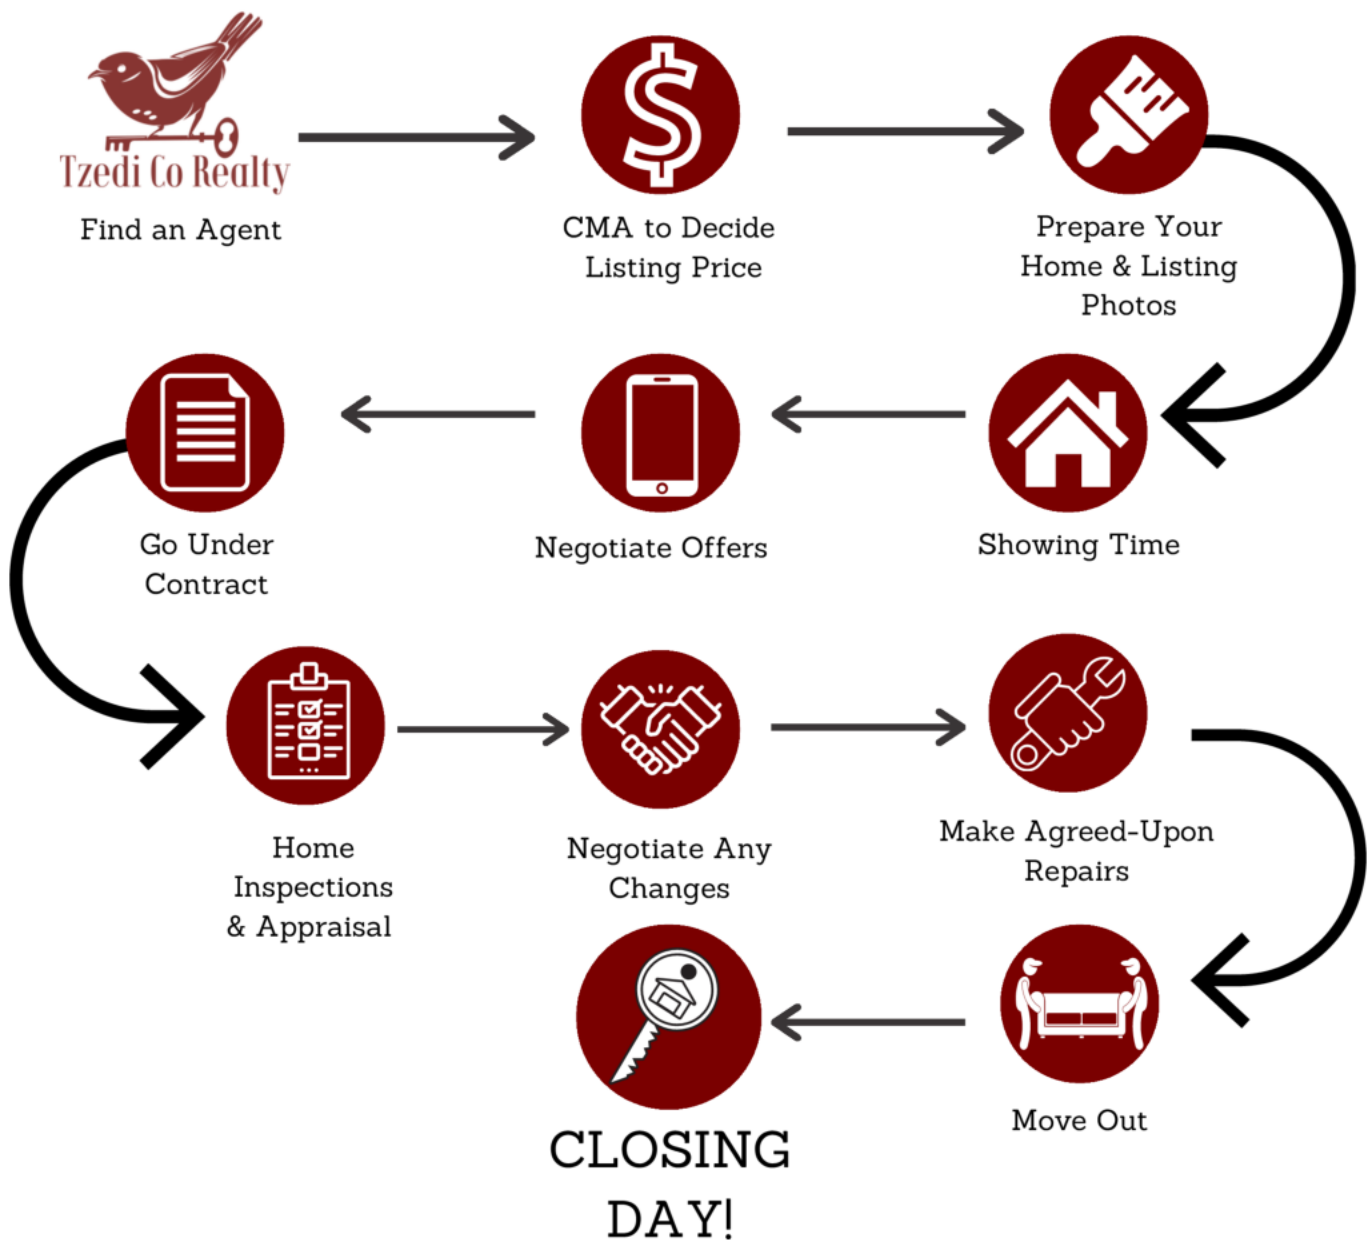 Tzedi Co Realty
Find an Agent
CMA to Decide
Listing Price
Prepare Your
Home & Listing
Photos
Showing Time
Negotiate Offers
Go Under
Contract
Home
Inspections
& Appraisal
Negotiate Any
Changes
Make Agreed-Upon
Repairs
Move Out
CLOSING
DAY!